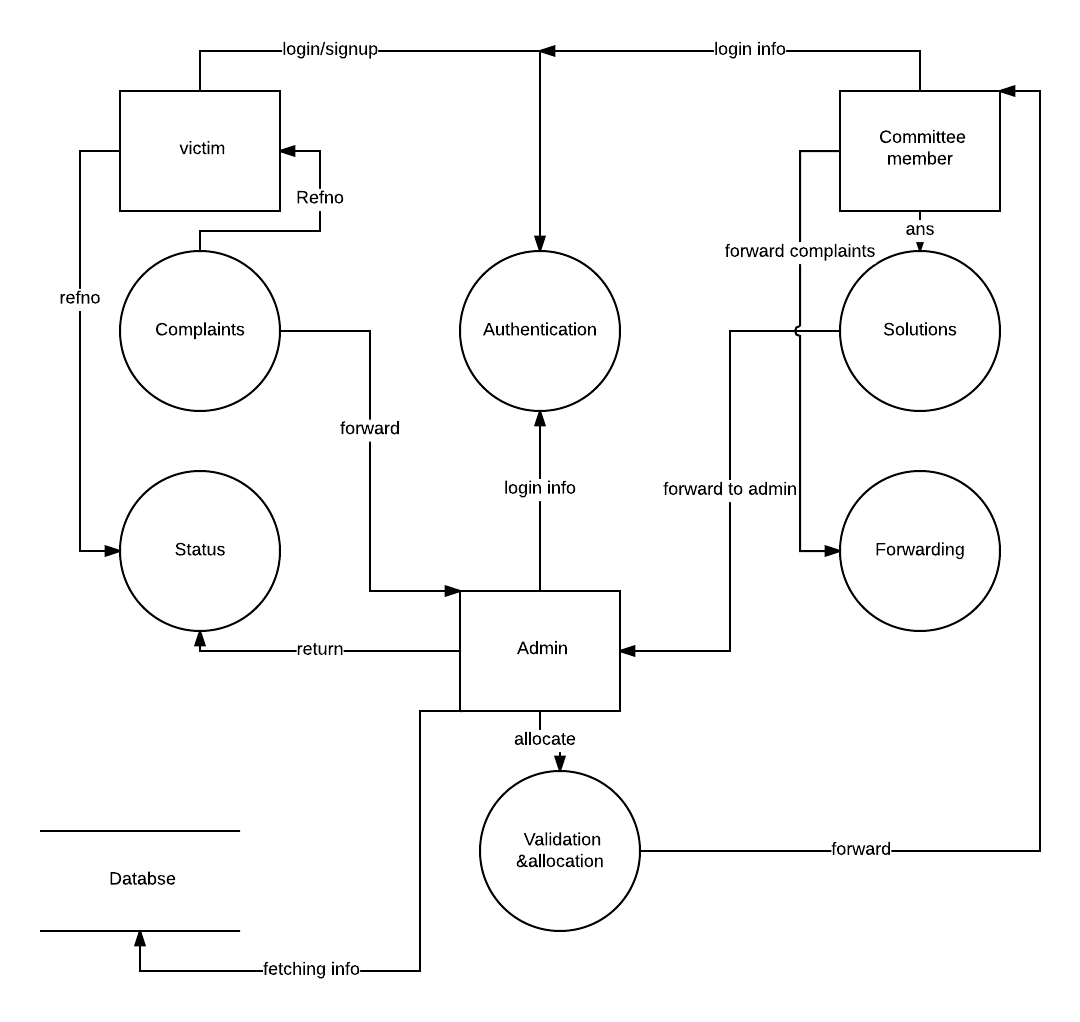 login/signup
login info
victim
Committee
member
Refno
ans
forward complaints
refno
Complaints
Authentication
Solutions
forward
login info
forward to admin
Status
Forwarding
return
Admin
allocate
Validation
&allocation
forward
Databse
fetching info